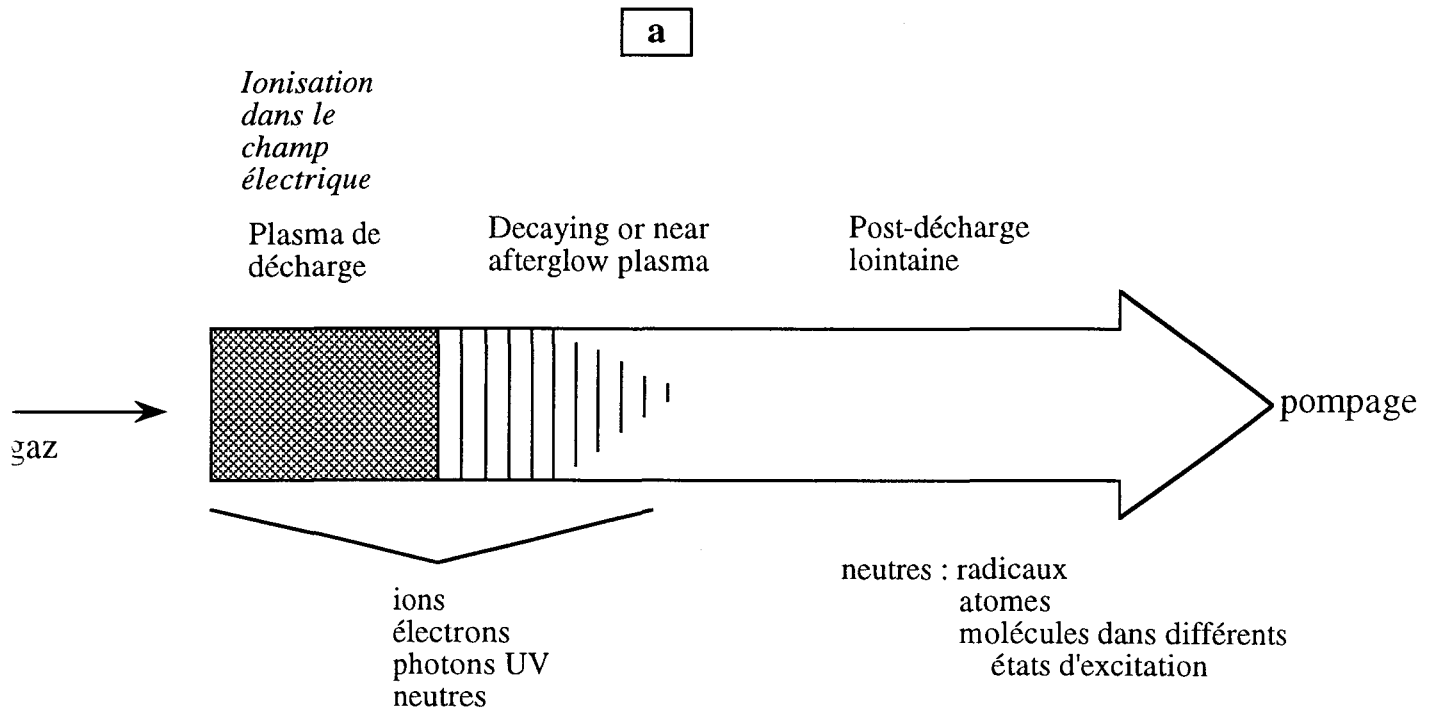 a
Ionisation
dans le
champ
électrique
Plasma de
décharge
Decaying or near
afterglow plasma
Post-décharge
lointaine
gaz
pompage
ions
électrons
photons UV
neutres
neutres : radicaux
atomes
molécules dans différents
états d'excitation